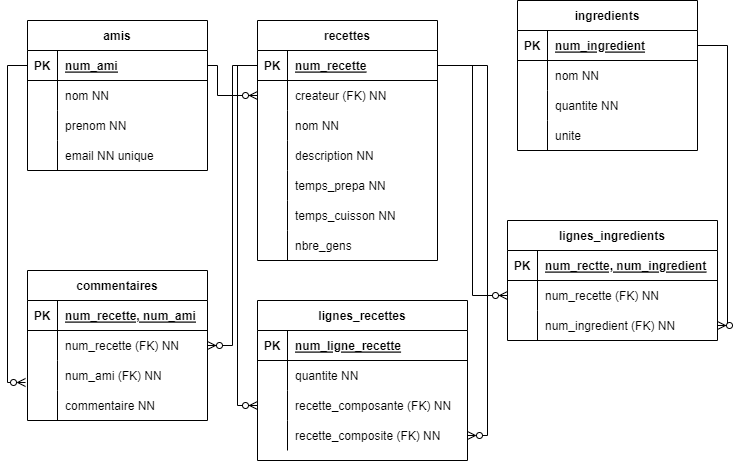 amis
PK num_ami
nom NN
prenom NN
email NN unique
recettes
PK num_recette
createur (FK) NN
nom NN
description NN
temps_prepa NN
temps_cuisson NN
nbre_gens
ingredients
PK num_ingredient
nom NN
quantite NN
unite
commentaires
PK num_recette, num_ami
num_recette (FK) NN
num_ami (FK) NN
commentaire NN
lignes_recettes
PK num_ligne_recette
quantite NN
recette_composante (FK) NN
recette_composite (FK) NN
lignes_ingredients
PK num_rectte, num_ingredient
num_recette (FK) NN
num_ingredient (FK) NN